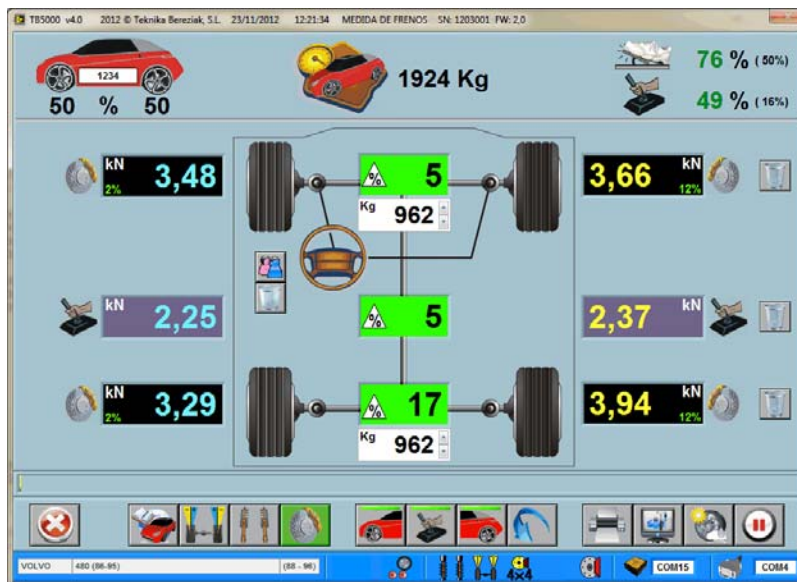 TB5000 v4.0 2012 © Teknika Bereziak, S.L. 23/11/2012 12:21:34 MEDIDA DE FRENOS SN: 1203001 FW: 2,0
1234
50 % 50
1924 Kg
76 % ( 50%)
49 % ( 16%)
kN 3,48
2%
% 5
Kg 962
3,66 kN
12%
kN 2,25
% 5
2,37 kN
kN 3,29
2%
% 17
Kg 962
3,94 kN
12%
VOLVO 480 (86-95) (88 - 96) 4x4 COM15 COM4